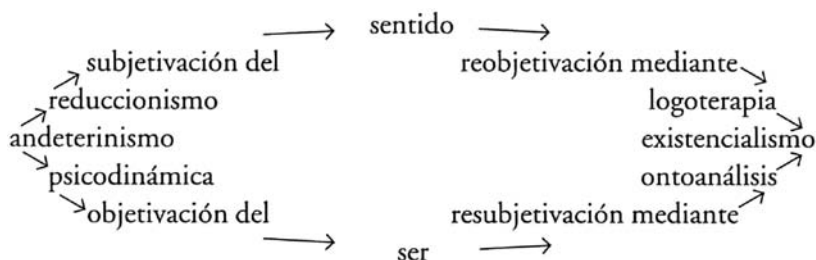 sentido
subjetivación del reobjetivación mediante
reduccionismo logoterapia
andeterinismo existencialismo
psicodinámica ontoanálisis
objetivación del resubjetivación mediante
ser